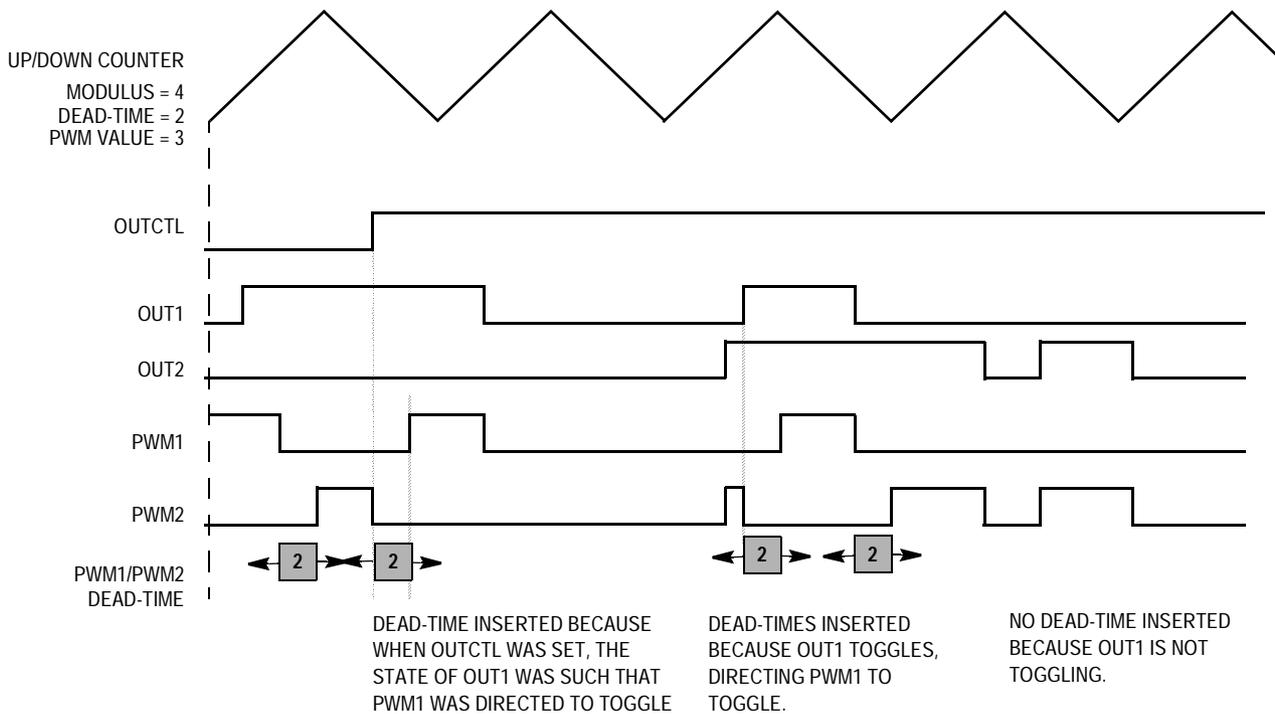 UP/DOWN COUNTER
MODULUS = 4
DEAD-TIME = 2
PWM VALUE = 3
OUTCTL
OUT1
OUT2
PWM1
PWM2
PWM1/PWM2
DEAD-TIME
2
2
2
2
DEAD-TIME INSERTED BECAUSE
WHEN OUTCTL WAS SET, THE
STATE OF OUT1 WAS SUCH THAT
PWM1 WAS DIRECTED TO TOGGLE
DEAD-TIMES INSERTED
BECAUSE OUT1 TOGGLES,
DIRECTING PWM1 TO
TOGGLE.
NO DEAD-TIME INSERTED
BECAUSE OUT1 IS NOT
TOGGLING.